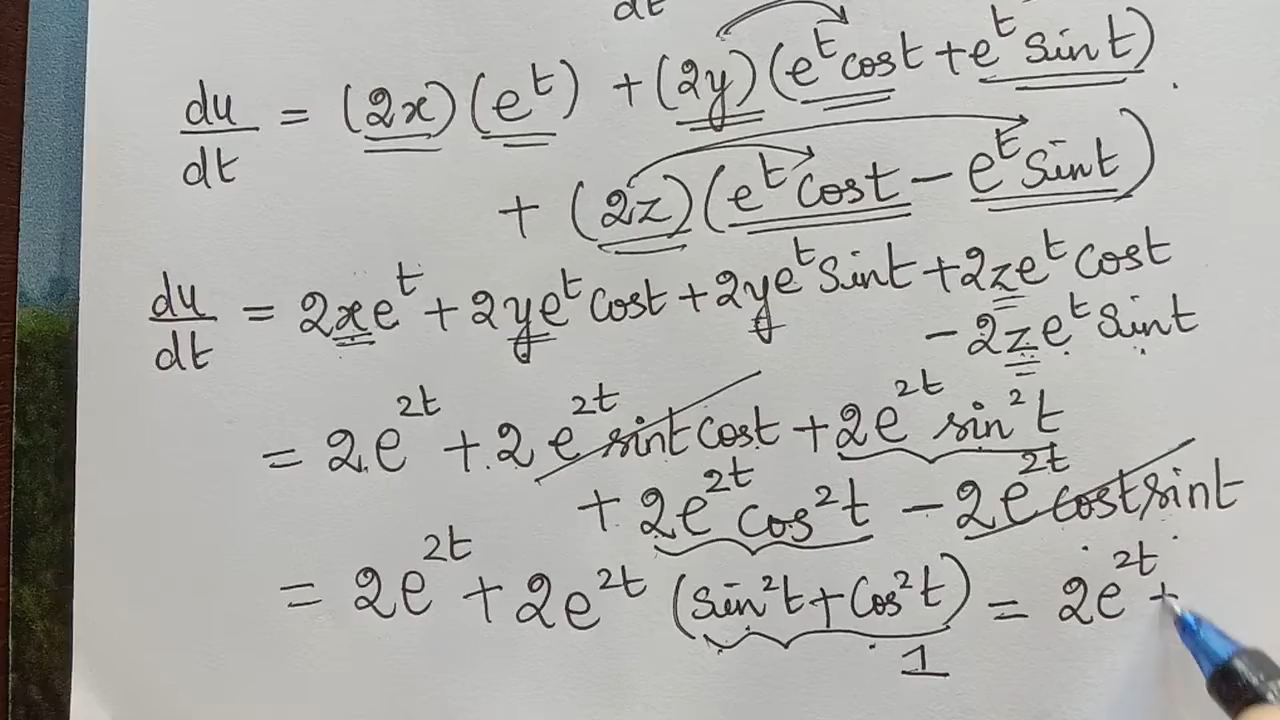 dt
du/dt = (2x)(e^t) + (2y)(e^t cost + e^t sint)
+ (2z)(e^t cost − e^t sint)
du/dt = 2xe^t + 2ye^t cost + 2ye^t sint + 2ze^t cost
− 2ze^t sint
= 2e^2t + 2e^2t sint cost + 2e^2t sin^2 t
+ 2e^2t cos^2 t − 2e^2t cost sint
= 2e^2t + 2e^2t (sin^2 t + cos^2 t) = 2e^2t +
1